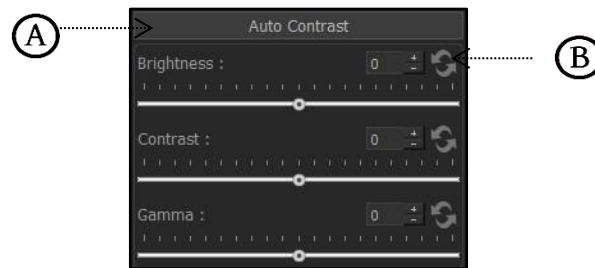 A Auto Contrast
Brightness : 0 + - B
Contrast : 0 + -
Gamma : 0 + -